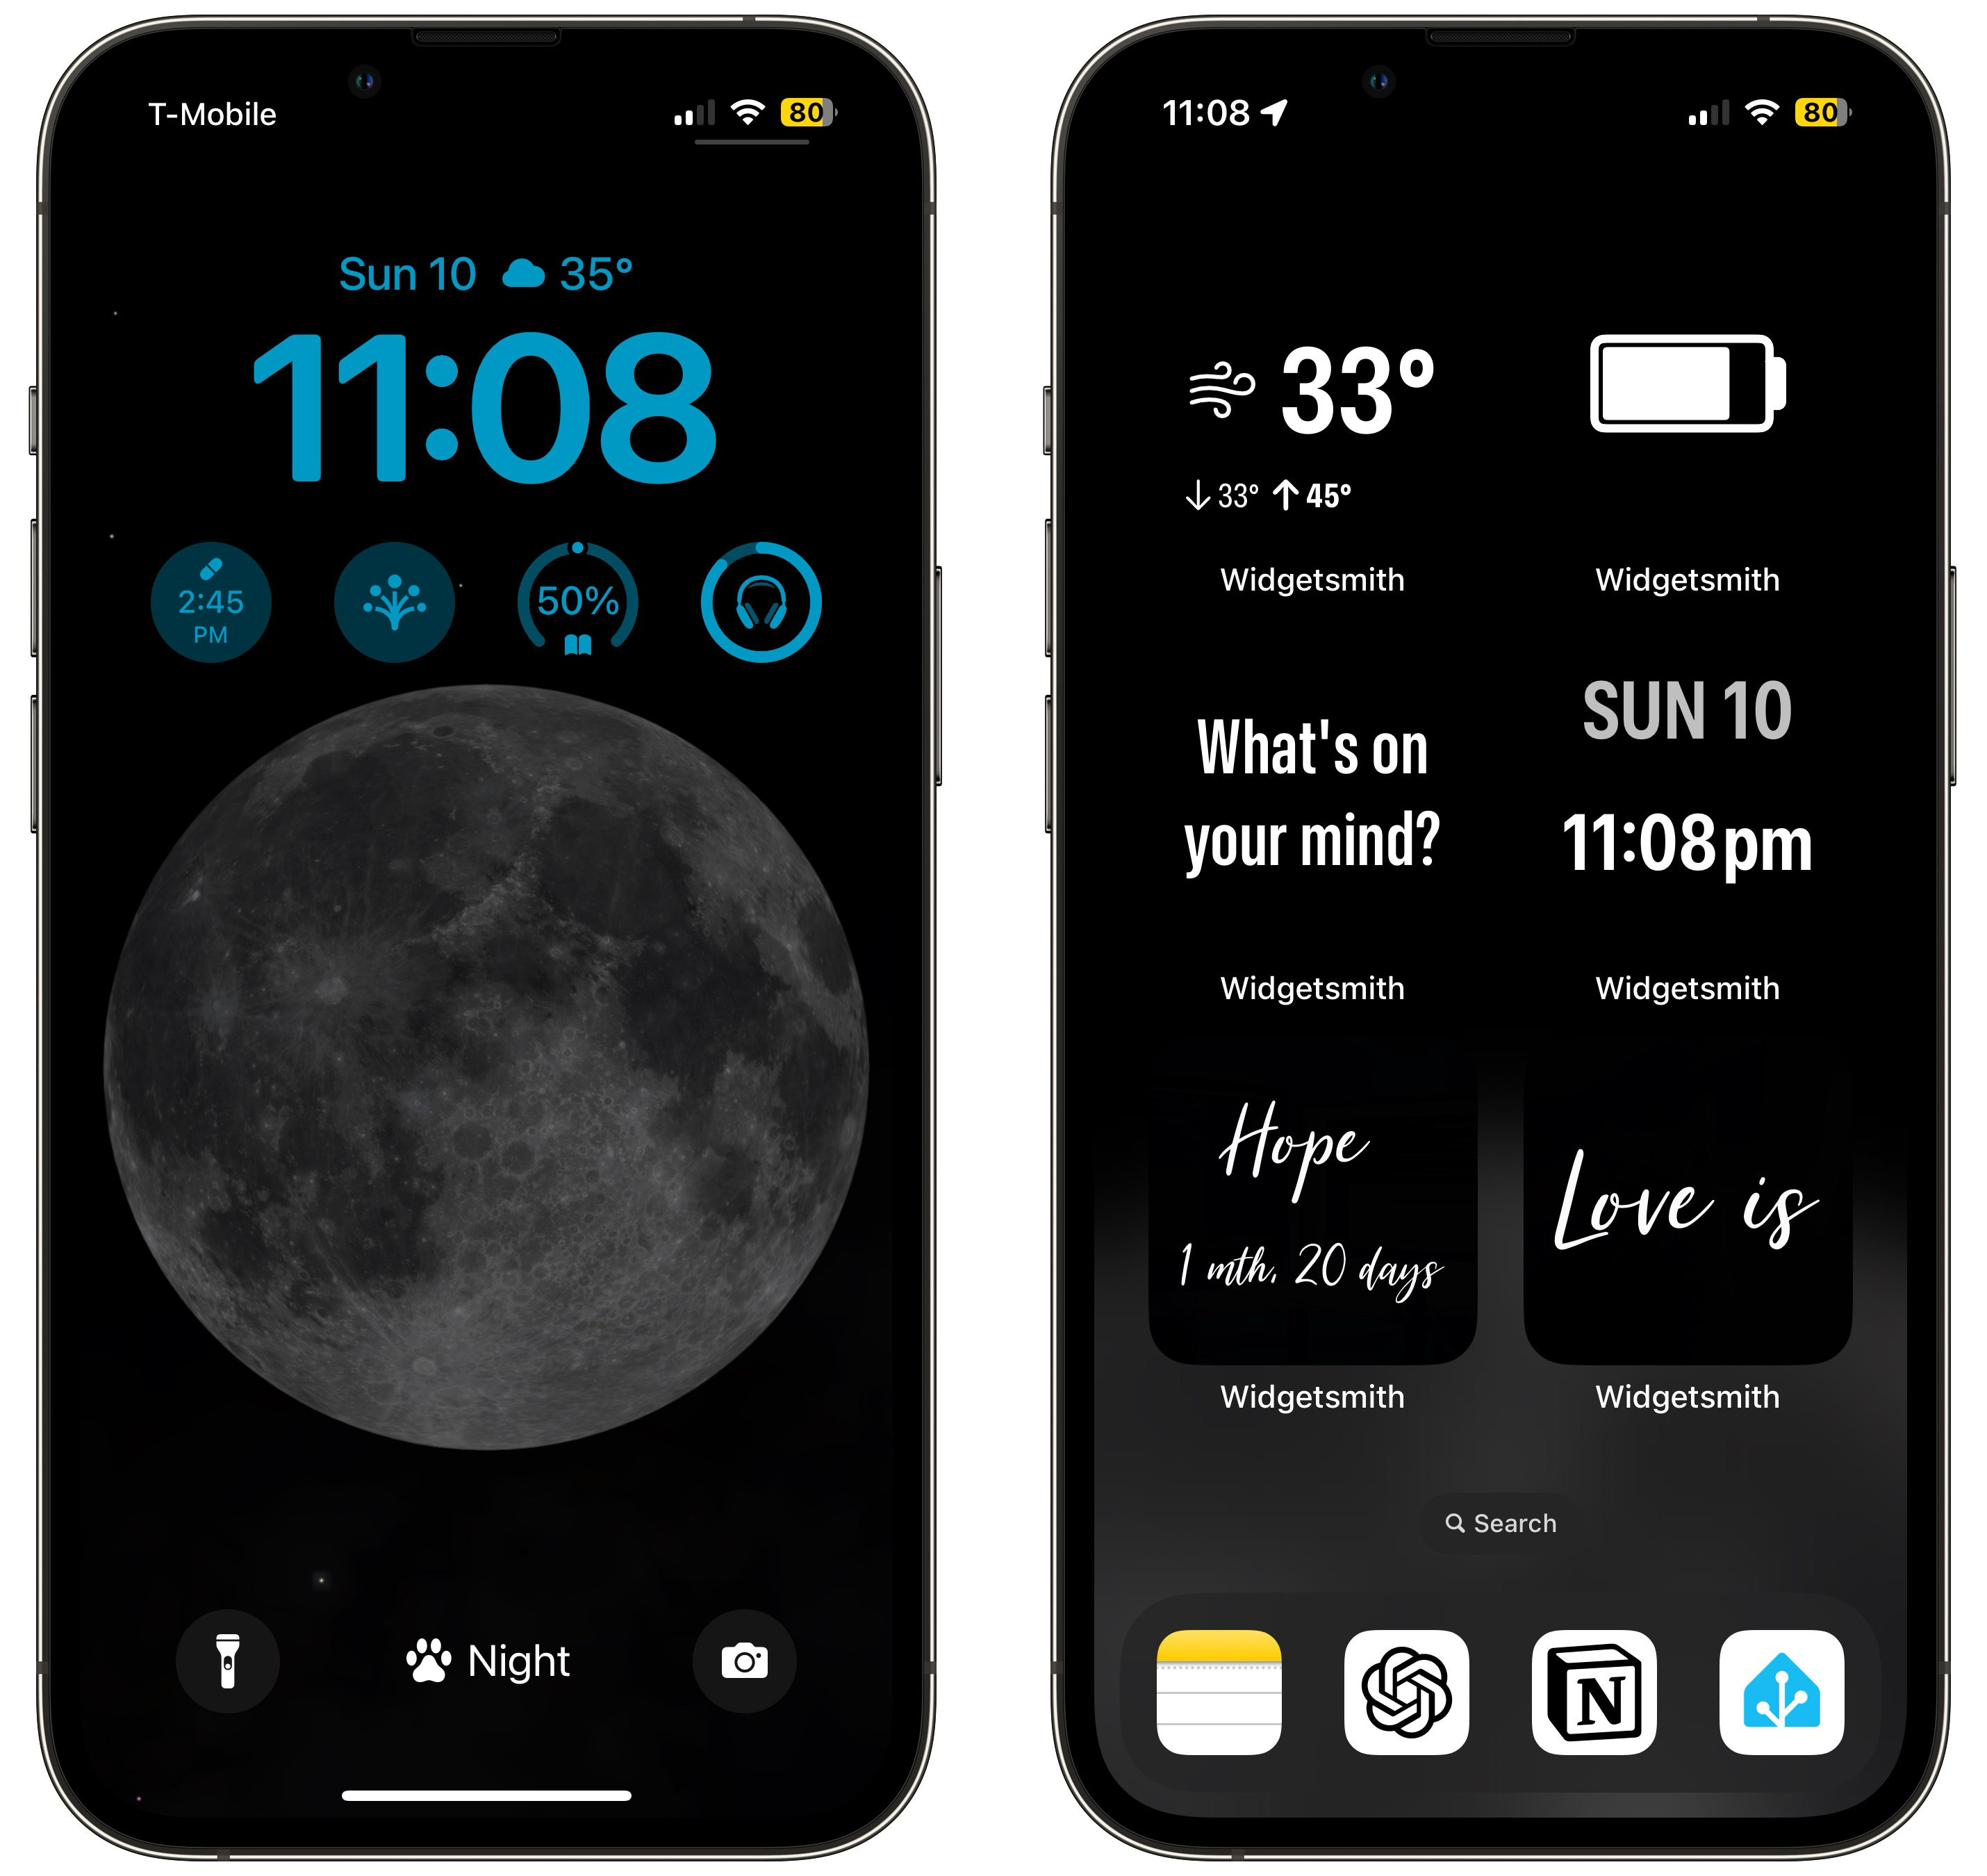 T-Mobile
80
Sun 10 35°
11:08
2:45
PM
50%
Night
11:08
80
33°
33° 45°
Widgetsmith
Widgetsmith
What's on
your mind?
SUN 10
11:08pm
Widgetsmith
Widgetsmith
Hope
1 mth, 20 days
Love is
Widgetsmith
Widgetsmith
Search
N